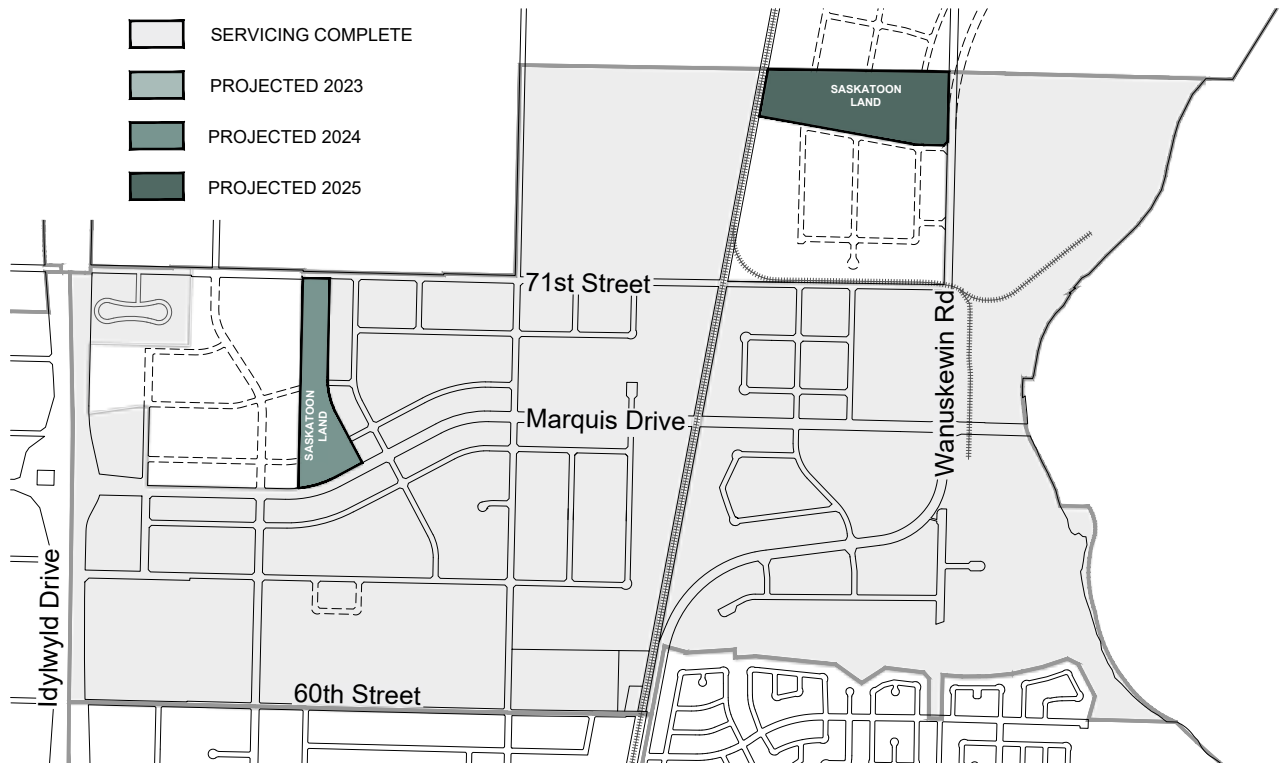 SERVICING COMPLETE
PROJECTED 2023
PROJECTED 2024
PROJECTED 2025
SASKATOON
LAND
71st Street
Wanuskewin Rd
SASKATOON
LAND
Marquis Drive
Idylwyld Drive
60th Street